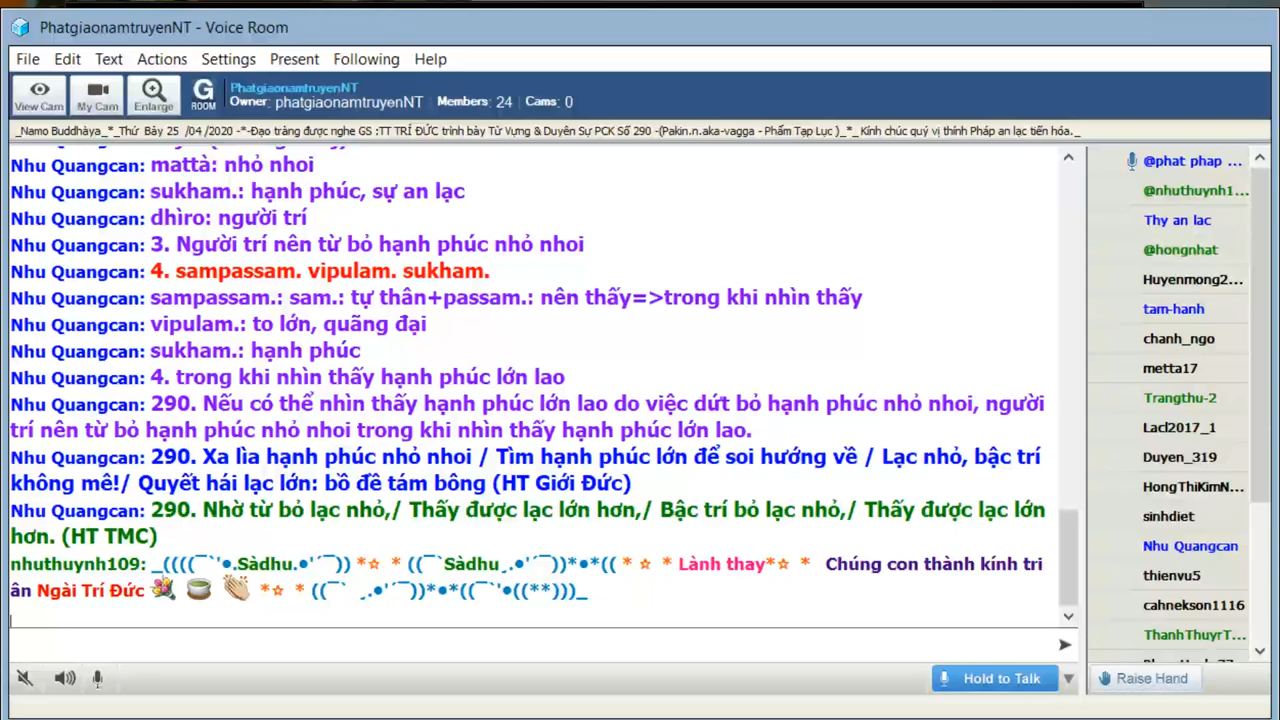 PhatgiaonamtruyenNT - Voice Room
File Edit Text Actions Settings Present Following Help
View Cam My Cam Enlarge G ROOM
PhatgiaonamtruyenNT
Owner: phatgiaonamtruyenNT Members: 24 Cams: 0
_Namo Buddhàya_*_Thứ Bảy 25 /04 /2020 -*-Đạo tràng được nghe GS :TT TRÍ ĐỨC trình bày Từ Vựng & Duyên Sự PCK Số 290 -(Pakin.n.aka-vagga - Phẩm Tạp Lục )_*_ Kính chúc quý vị thính Pháp an lạc tiến hóa._
Nhu Quangcan: mattà: nhỏ nhoi
Nhu Quangcan: sukham.: hạnh phúc, sự an lạc
Nhu Quangcan: dhìro: người trí
Nhu Quangcan: 3. Người trí nên từ bỏ hạnh phúc nhỏ nhoi
Nhu Quangcan: 4. sampassam. vipulam. sukham.
Nhu Quangcan: sampassam.: sam.: tự thân+passam.: nên thấy=>trong khi nhìn thấy
Nhu Quangcan: vipulam.: to lớn, quãng đại
Nhu Quangcan: sukham.: hạnh phúc
Nhu Quangcan: 4. trong khi nhìn thấy hạnh phúc lớn lao
Nhu Quangcan: 290. Nếu có thể nhìn thấy hạnh phúc lớn lao do việc dứt bỏ hạnh phúc nhỏ nhoi, người
trí nên từ bỏ hạnh phúc nhỏ nhoi trong khi nhìn thấy hạnh phúc lớn lao.
Nhu Quangcan: 290. Xa lìa hạnh phúc nhỏ nhoi / Tìm hạnh phúc lớn để soi hướng về / Lạc nhỏ, bậc trí
không mê!/ Quyết hái lạc lớn: bồ đề tám bông (HT Giới Đức)
Nhu Quangcan: 290. Nhờ từ bỏ lạc nhỏ,/ Thấy được lạc lớn hơn,/ Bậc trí bỏ lạc nhỏ,/ Thấy được lạc lớn
hơn. (HT TMC)
nhuthuynh109: _((((¯`'•.Sàdhu.•'´¯)) *☆ * ((¯`Sàdhu¸.•'´¯))*•*(( * ☆ * Lành thay*☆ * Chúng con thành kính tri
ân Ngài Trí Đức 💐 🍵 👏 *☆ * ((¯` ¸.•'´¯))*•*((¯`'•((**)))_
@phat phap ...
@nhuthuynh1...
Thy an lac
@hongnhat
Huyenmong2...
tam-hanh
chanh_ngo
metta17
Trangthu-2
Lacl2017_1
Duyen_319
HongThiKimN...
sinhdiet
Nhu Quangcan
thienvu5
cahnekson1116
ThanhThuyrT...
Hold to Talk
Raise Hand